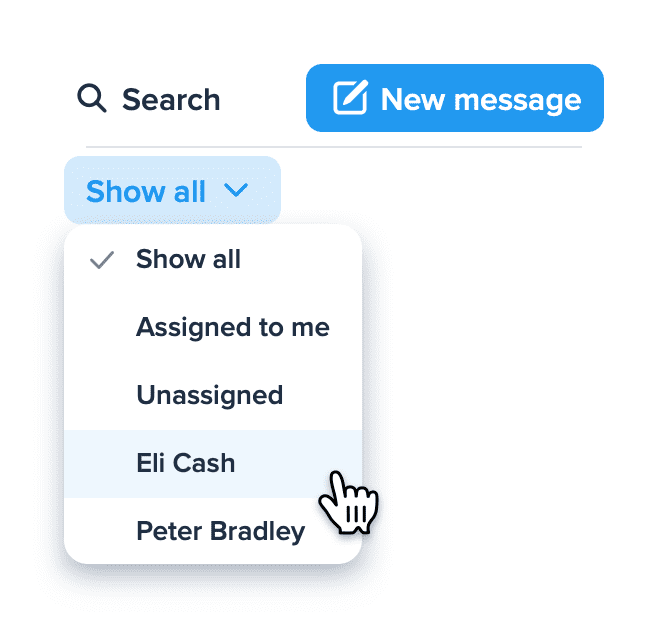 Search
New message
Show all
Show all
Assigned to me
Unassigned
Eli Cash
Peter Bradley